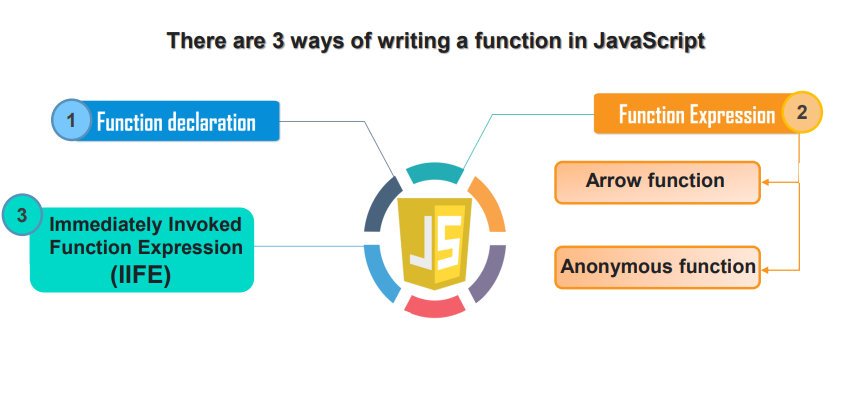 There are 3 ways of writing a function in JavaScript
1
Function declaration
Function Expression
2
Arrow function
Anonymous function
3
Immediately Invoked
Function Expression
(IIFE)
JS